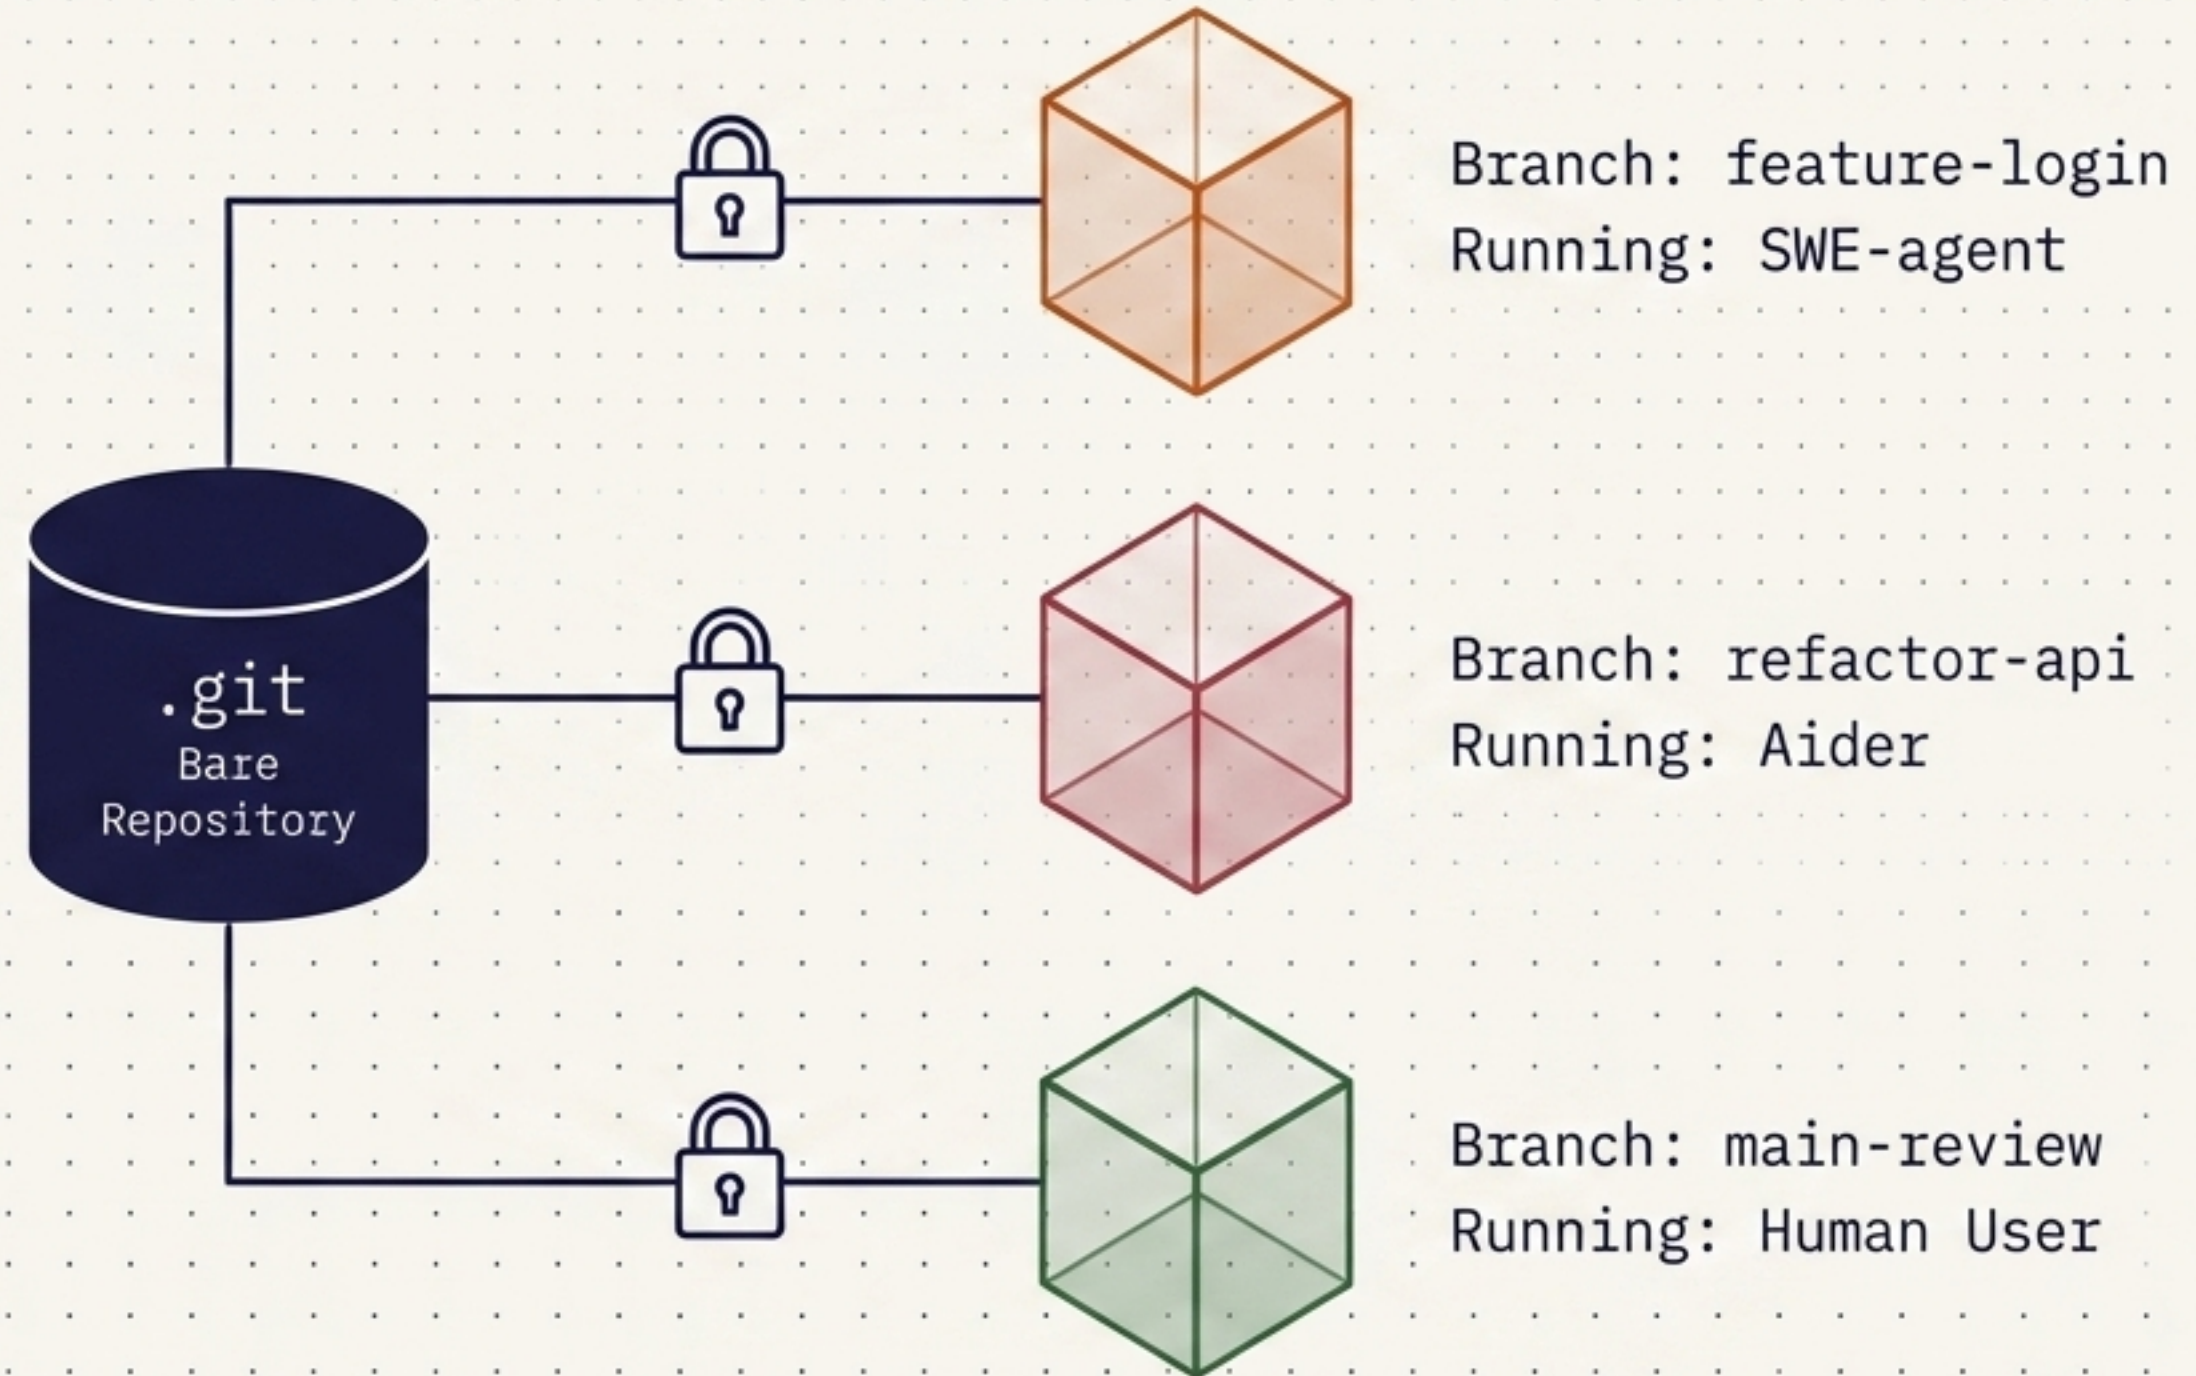 Branch: feature-login
Running: SWE-agent
.git
Bare
Repository
Branch: refactor-api
Running: Aider
Branch: main-review
Running: Human User